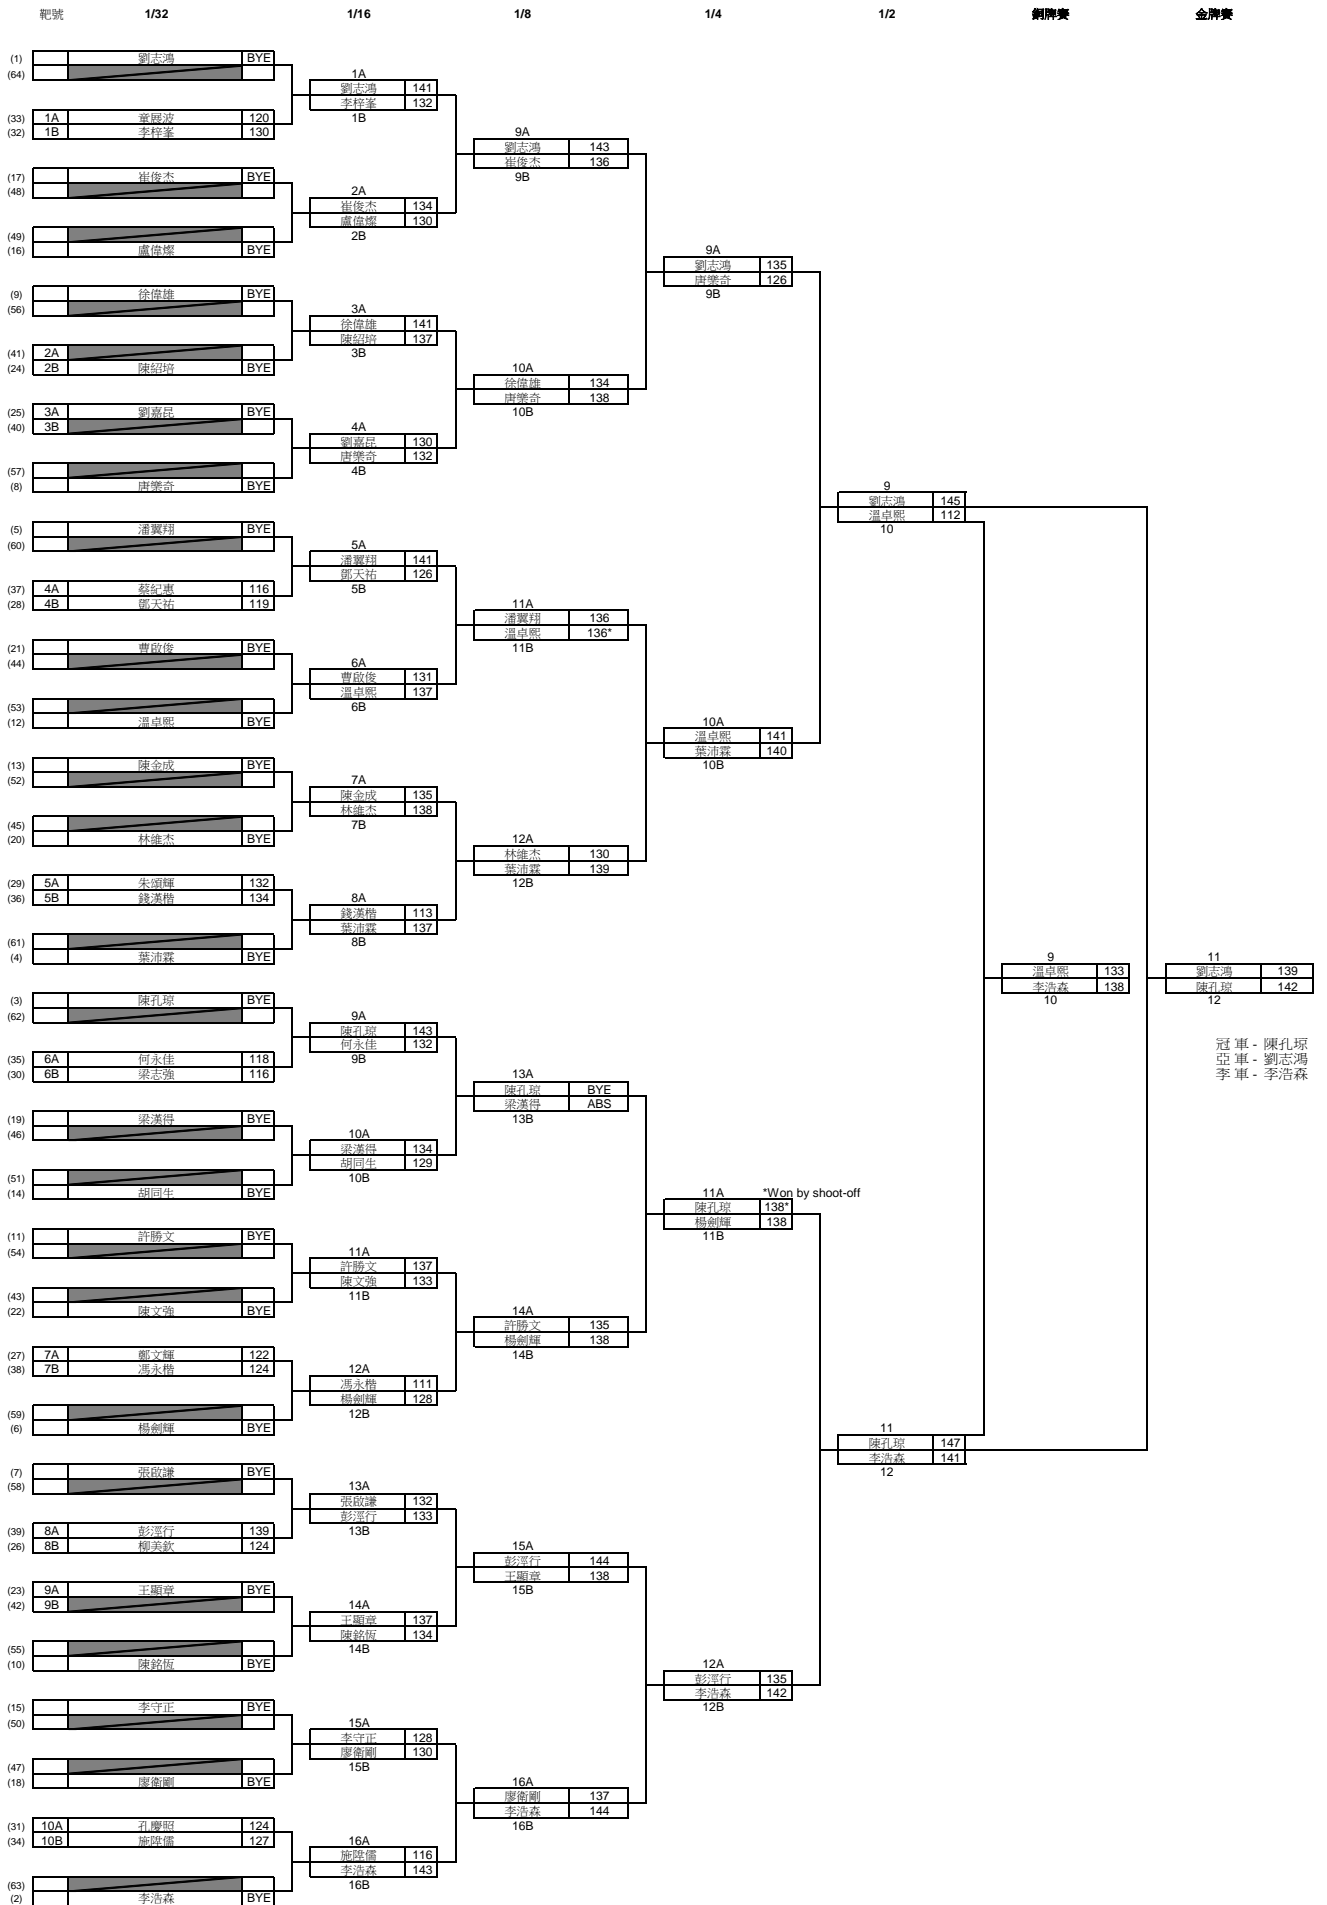 靶號 1/32 1/16 1/8 1/4 1/2 銅牌賽 金牌賽
(1) 劉志鴻 BYE
(64)
(33) 1A 童展波 120
(32) 1B 李梓峯 130
(17) 崔俊杰 BYE
(48)
(49)
(16) 盧偉燦 BYE
(9) 徐偉雄 BYE
(56)
(41) 2A
(24) 2B 陳紹培 BYE
(25) 3A 劉嘉昆 BYE
(40) 3B
(57)
(8) 唐樂奇 BYE
(5) 潘翼翔 BYE
(60)
(37) 4A 蔡紀惠 116
(28) 4B 鄧天祐 119
(21) 曹啟俊 BYE
(44)
(53)
(12) 溫卓熙 BYE
(13) 陳金成 BYE
(52)
(45)
(20) 林維杰 BYE
(29) 5A 朱頌輝 132
(36) 5B 錢漢楷 134
(61)
(4) 葉沛霖 BYE
(3) 陳孔琼 BYE
(62)
(35) 6A 何永佳 118
(30) 6B 梁志強 116
(19) 梁漢得 BYE
(46)
(51)
(14) 胡同生 BYE
(11) 許勝文 BYE
(54)
(43)
(22) 陳文強 BYE
(27) 7A 鄭文輝 122
(38) 7B 馮永楷 124
(59)
(6) 楊劍輝 BYE
(7) 張啟謙 BYE
(58)
(39) 8A 彭涇行 139
(26) 8B 柳美欽 124
(23) 9A 王顯章 BYE
(42) 9B
(55)
(10) 陳銘恆 BYE
(15) 李守正 BYE
(50)
(47)
(18) 廖衛剛 BYE
(31) 10A 孔慶照 124
(34) 10B 施陞儒 127
(63)
(2) 李浩森 BYE
1A
劉志鴻 141
李梓峯 132
1B
2A
崔俊杰 134
盧偉燦 130
2B
3A
徐偉雄 141
陳紹培 137
3B
4A
劉嘉昆 130
唐樂奇 132
4B
5A
潘翼翔 141
鄧天祐 126
5B
6A
曹啟俊 131
溫卓熙 137
6B
7A
陳金成 135
林維杰 138
7B
8A
錢漢楷 113
葉沛霖 137
8B
9A
陳孔琼 143
何永佳 132
9B
10A
梁漢得 134
胡同生 129
10B
11A
許勝文 137
陳文強 133
11B
12A
馮永楷 111
楊劍輝 128
12B
13A
張啟謙 132
彭涇行 133
13B
14A
王顯章 137
陳銘恆 134
14B
15A
李守正 128
廖衛剛 130
15B
16A
施陞儒 116
李浩森 143
16B
9A
劉志鴻 143
崔俊杰 136
9B
10A
徐偉雄 134
唐樂奇 138
10B
11A
潘翼翔 136
溫卓熙 136*
11B
12A
林維杰 130
葉沛霖 139
12B
13A
陳孔琼 BYE
梁漢得 ABS
13B
14A
許勝文 135
楊劍輝 138
14B
15A
彭涇行 144
王顯章 138
15B
16A
廖衛剛 137
李浩森 144
16B
9A
劉志鴻 135
唐樂奇 126
9B
10A
溫卓熙 141
葉沛霖 140
10B
11A *Won by shoot-off
陳孔琼 138*
楊劍輝 138
11B
12A
彭涇行 135
李浩森 142
12B
9
劉志鴻 145
溫卓熙 112
10
11
陳孔琼 147
李浩森 141
12
9
溫卓熙 133
李浩森 138
10
11
劉志鴻 139
陳孔琼 142
12
冠 軍 - 陳孔琼
亞 軍 - 劉志鴻
季 軍 - 李浩森